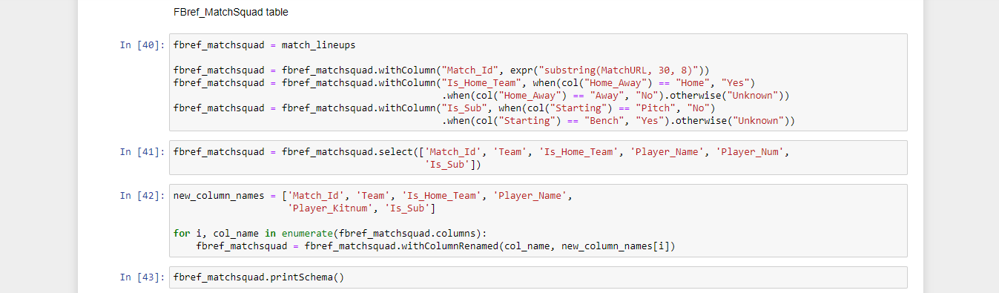 FBref_MatchSquad table
In [40]: fbref_matchsquad = match_lineups
fbref_matchsquad = fbref_matchsquad.withColumn("Match_Id", expr("substring(MatchURL, 30, 8)"))
fbref_matchsquad = fbref_matchsquad.withColumn("Is_Home_Team", when(col("Home_Away") == "Home", "Yes")
.when(col("Home_Away") == "Away", "No").otherwise("Unknown"))
fbref_matchsquad = fbref_matchsquad.withColumn("Is_Sub", when(col("Starting") == "Pitch", "No")
.when(col("Starting") == "Bench", "Yes").otherwise("Unknown"))
In [41]: fbref_matchsquad = fbref_matchsquad.select(['Match_Id', 'Team', 'Is_Home_Team', 'Player_Name', 'Player_Num',
'Is_Sub'])
In [42]: new_column_names = ['Match_Id', 'Team', 'Is_Home_Team', 'Player_Name',
'Player_Kitnum', 'Is_Sub']
for i, col_name in enumerate(fbref_matchsquad.columns):
fbref_matchsquad = fbref_matchsquad.withColumnRenamed(col_name, new_column_names[i])
In [43]: fbref_matchsquad.printSchema()